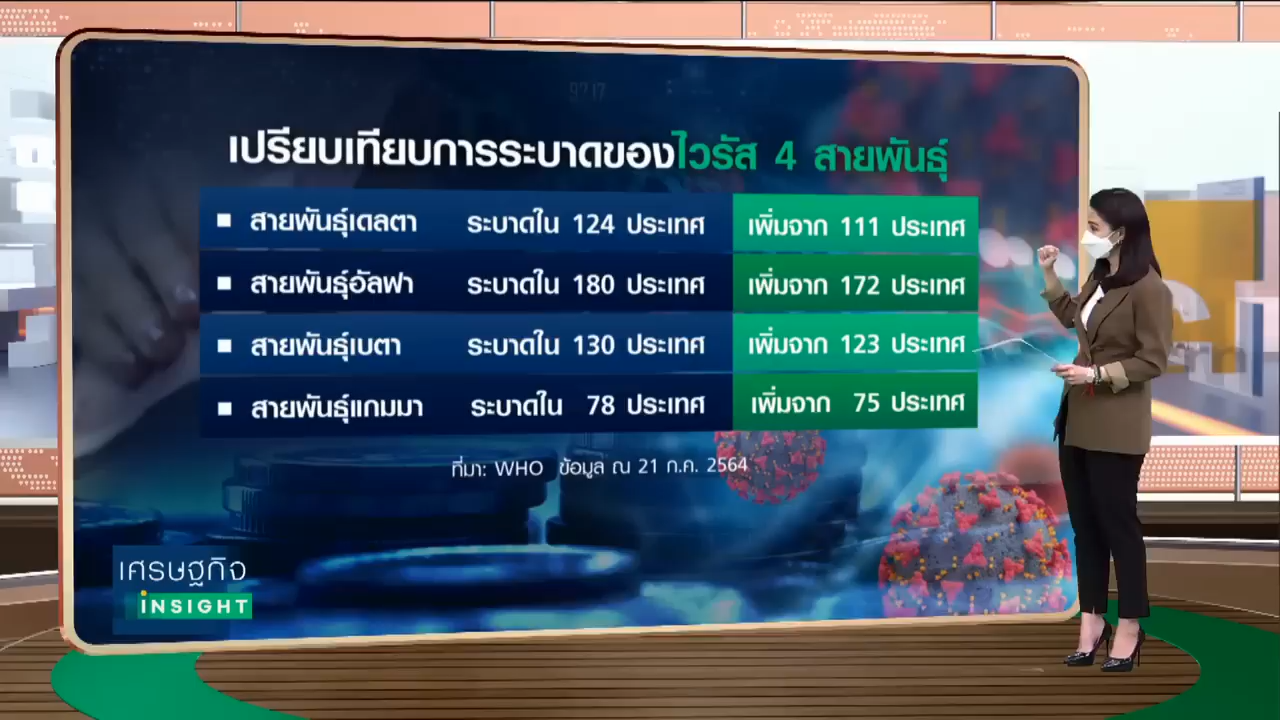 เปรียบเทียบการระบาดของไวรัส 4 สายพันธุ์
■ สายพันธุ์เดลตา ระบาดใน 124 ประเทศ เพิ่มจาก 111 ประเทศ
■ สายพันธุ์อัลฟา ระบาดใน 180 ประเทศ เพิ่มจาก 172 ประเทศ
■ สายพันธุ์เบตา ระบาดใน 130 ประเทศ เพิ่มจาก 123 ประเทศ
■ สายพันธุ์แกมมา ระบาดใน 78 ประเทศ เพิ่มจาก 75 ประเทศ
ที่มา: WHO ข้อมูล ณ 21 ก.ค. 2564
เศรษฐกิจ
INSIGHT